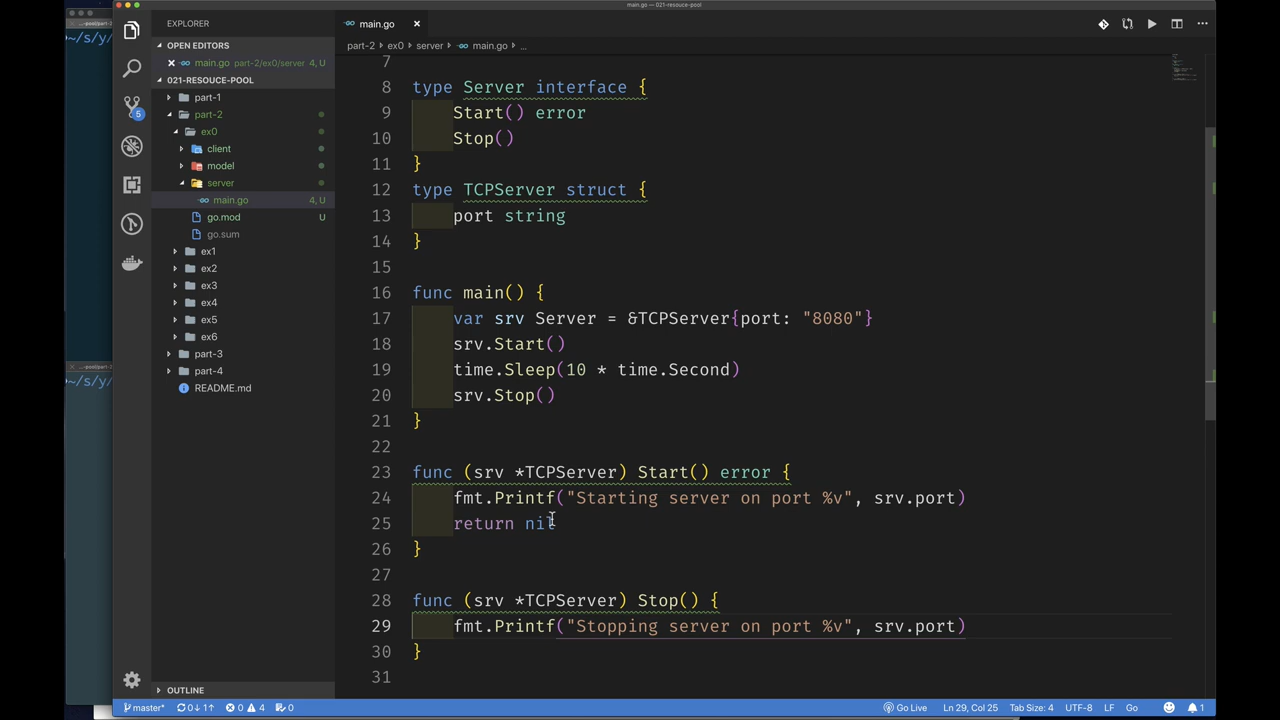 main.go — 021-resouce-pool
EXPLORER
main.go
OPEN EDITORS
main.go part-2/ex0/server 4, U
021-RESOUCE-POOL
part-1
part-2
ex0
client
model
server
main.go 4, U
go.mod U
go.sum
ex1
ex2
ex3
ex4
ex5
ex6
part-3
part-4
README.md
OUTLINE
5
part-2 › ex0 › server › main.go › ...
7
8 type Server interface {
9 Start() error
10 Stop()
11 }
12 type TCPServer struct {
13 port string
14 }
15
16 func main() {
17 var srv Server = &TCPServer{port: "8080"}
18 srv.Start()
19 time.Sleep(10 * time.Second)
20 srv.Stop()
21 }
22
23 func (srv *TCPServer) Start() error {
24 fmt.Printf("Starting server on port %v", srv.port)
25 return nil
26 }
27
28 func (srv *TCPServer) Stop() {
29 fmt.Printf("Stopping server on port %v", srv.port)
30 }
31
~/s/y/
~/s/y/
master* 0↓ 1↑ 0 4 0 Go Live Ln 29, Col 25 Tab Size: 4 UTF-8 LF Go 1